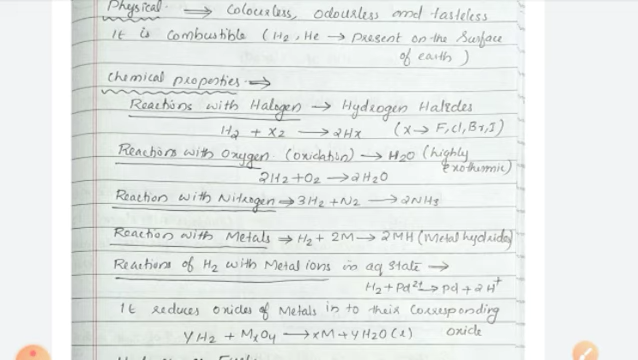 Physical → Colourless, odourless and tasteless
It is combustible (H2, He → Present on the Surface
of earth)
Chemical properties →
Reactions with Halogen → Hydrogen Halides
H2 + X2 → 2HX (X → F, Cl, Br, I)
Reactions with Oxygen (oxidation) → H2O (highly
exothermic)
2H2 + O2 → 2H2O
Reaction with Nitrogen → 3H2 + N2 → 2NH3
Reaction with Metals → H2 + 2M → 2MH (Metal hydride)
Reactions of H2 with Metal ions in aq state →
H2 + Pd2+ → Pd + 2H+
It reduces oxides of Metals in to their corresponding
oxide
yH2 + MxOy → xM + yH2O(l)